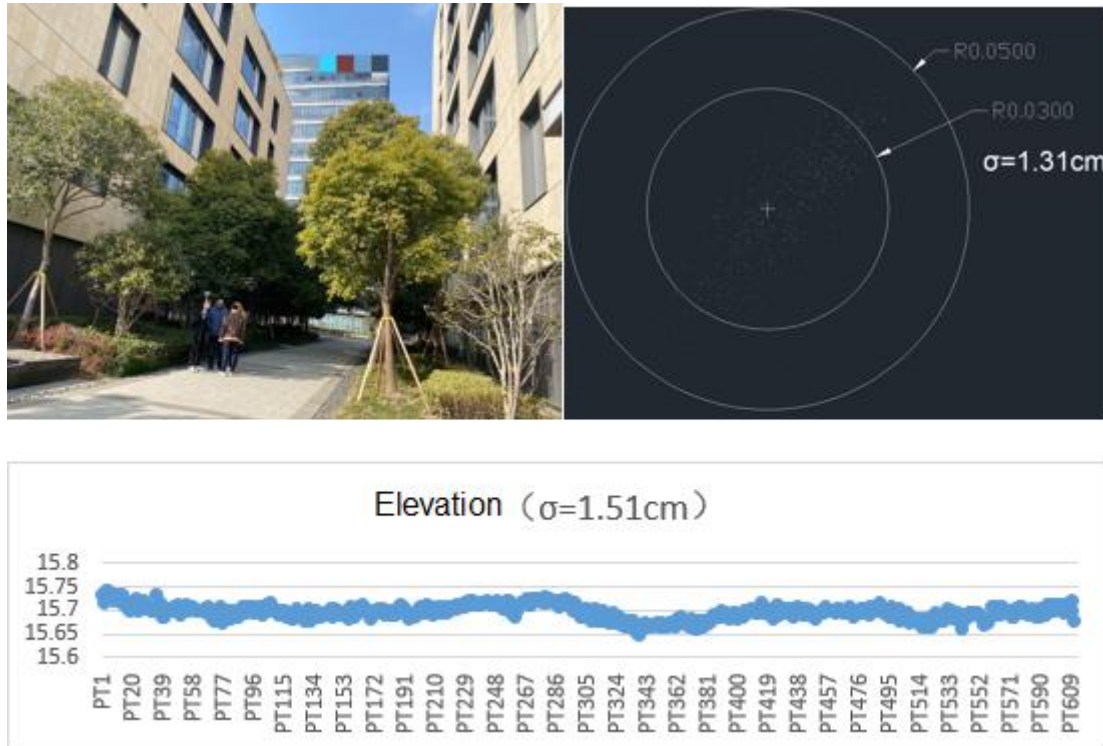 R0.0500
R0.0300
σ=1.31cm
Elevation（σ=1.51cm）
15.8
15.75
15.7
15.65
15.6
PT1
PT20
PT39
PT58
PT77
PT96
PT115
PT134
PT153
PT172
PT191
PT210
PT229
PT248
PT267
PT286
PT305
PT324
PT343
PT362
PT381
PT400
PT419
PT438
PT457
PT476
PT495
PT514
PT533
PT552
PT571
PT590
PT609